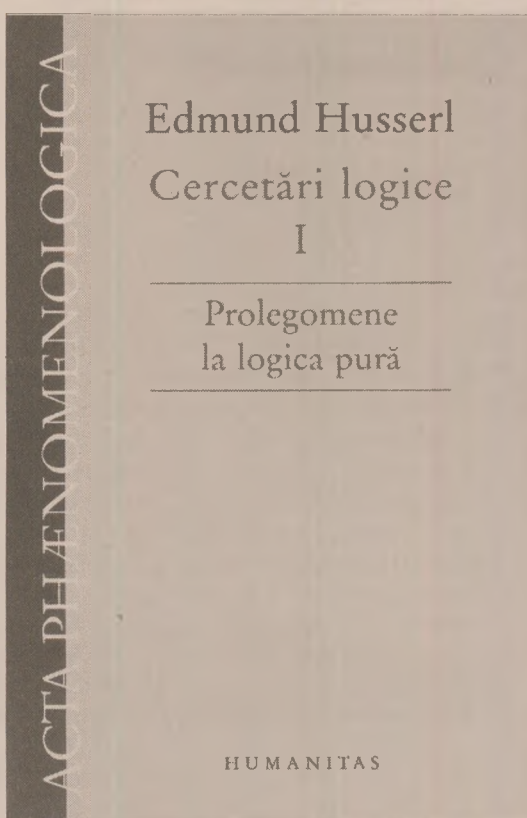 ACTA PHÆNOMENOLOGICA
Edmund Husserl
Cercetări logice
I
Prolegomene
la logica pură
HUMANITAS